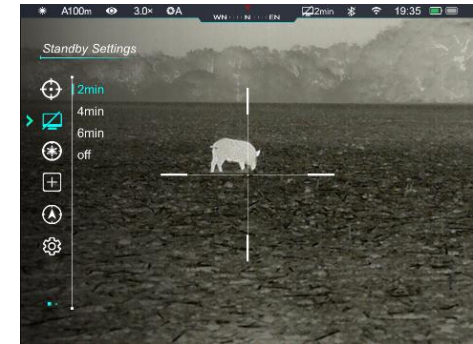 A100m 3.0× A WN N EN 2min 19:35
Standby Settings
2min
4min
6min
off